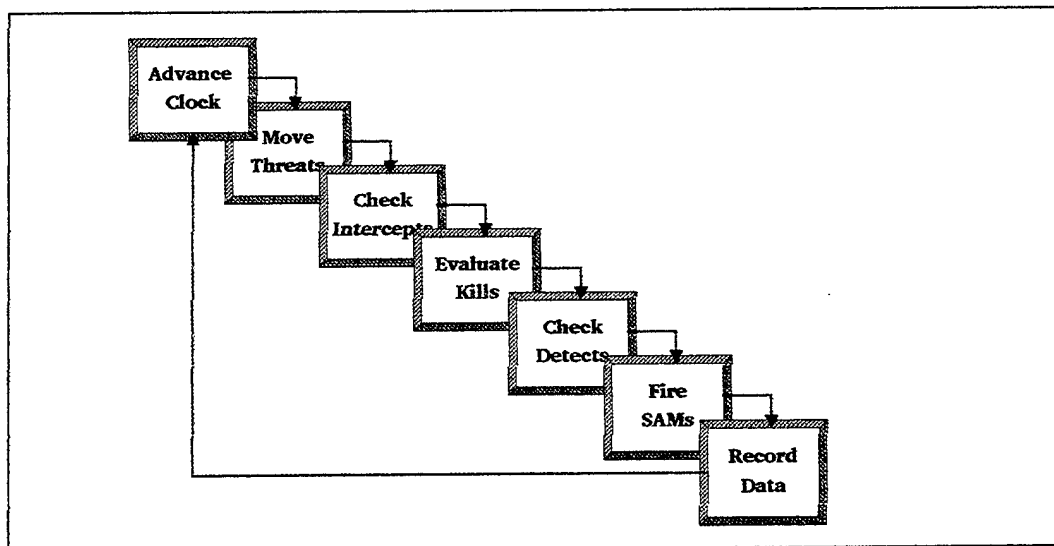 Advance
Clock
Move
Threats
Check
Intercepts
Evaluate
Kills
Check
Detects
Fire
SAMs
Record
Data